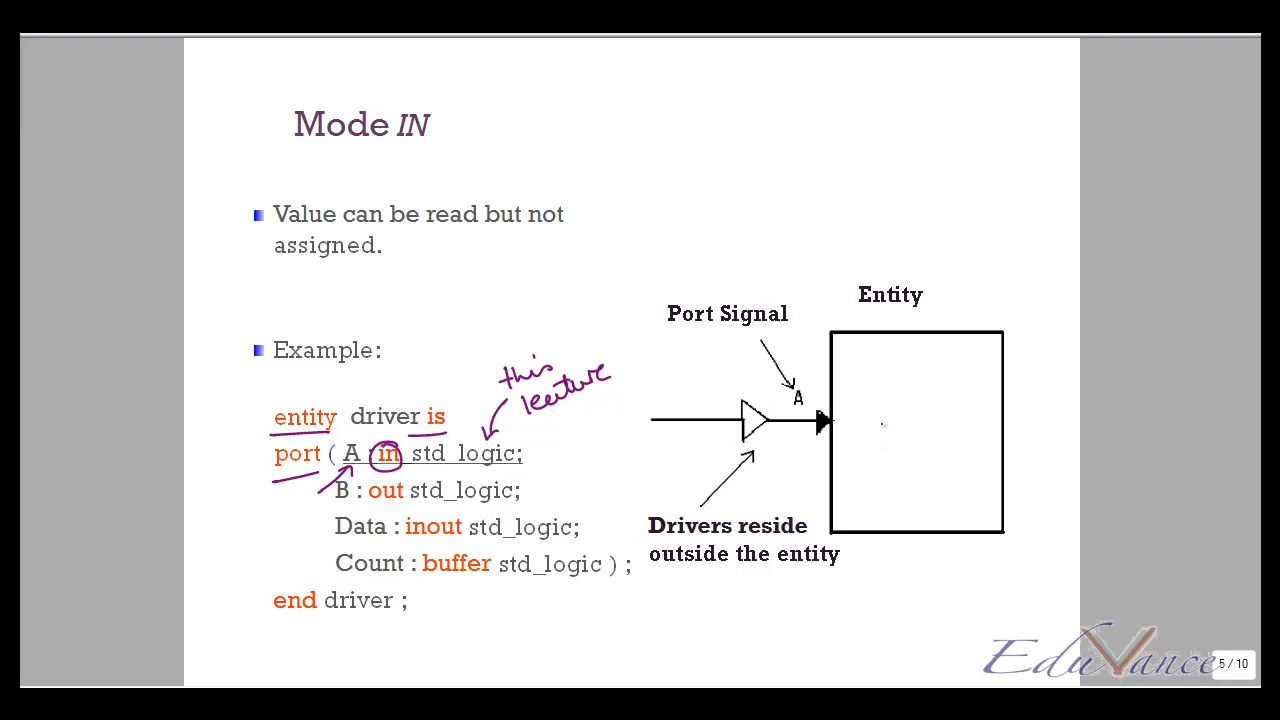 Mode IN
Value can be read but not
assigned.
Example:
this
lecture
entity driver is
port ( A : in std_logic;
B : out std_logic;
Data : inout std_logic;
Count : buffer std_logic ) ;
end driver ;
Entity
Port Signal
A
Drivers reside
outside the entity
EduVance
5 / 10